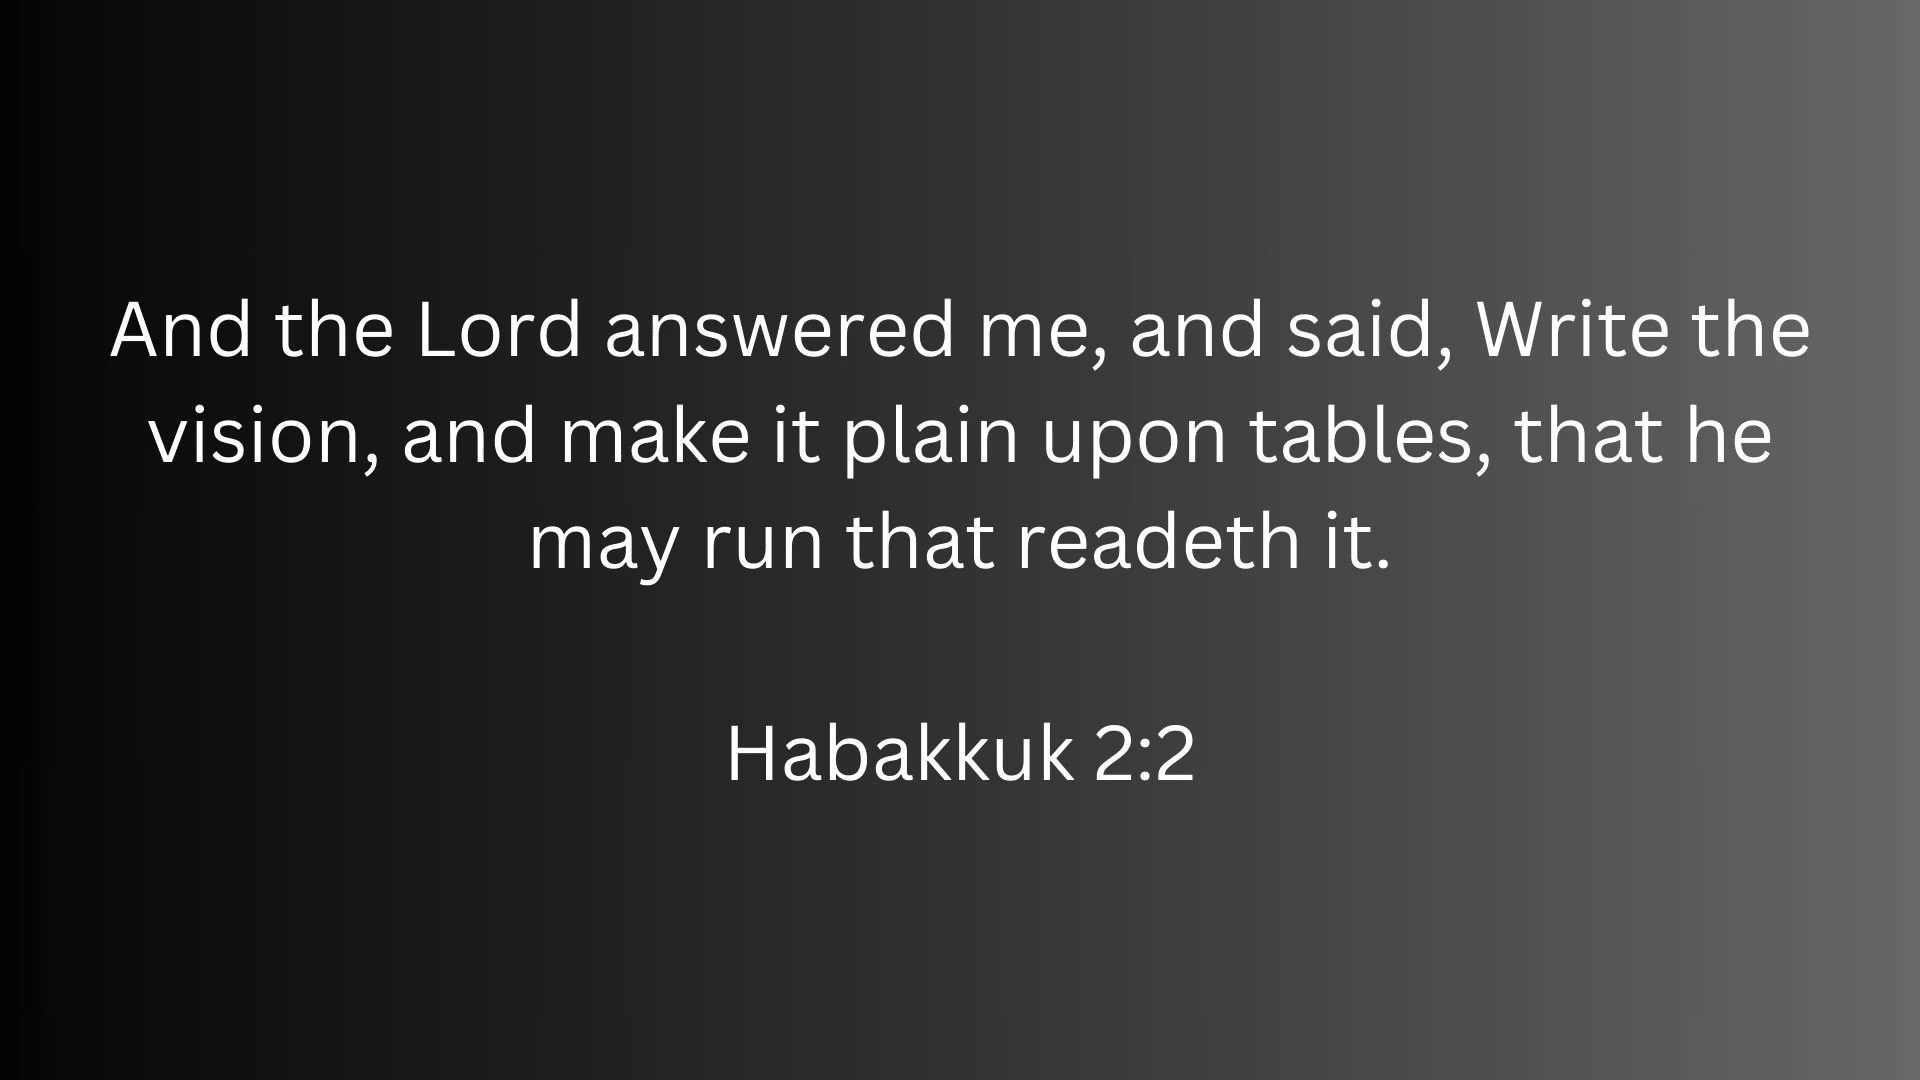 And the Lord answered me, and said, Write the
vision, and make it plain upon tables, that he
may run that readeth it.
Habakkuk 2:2